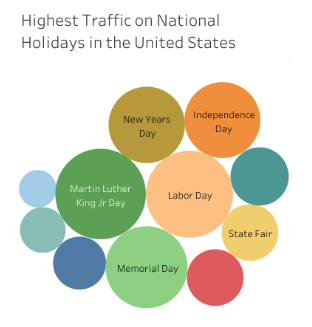 Highest Traffic on National
Holidays in the United States
New Years
Day
Independence
Day
Martin Luther
King Jr Day
Labor Day
State Fair
Memorial Day